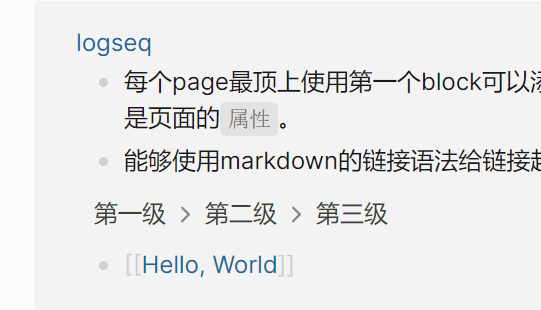 logseq
每个page最顶上使用第一个block可以
是页面的 属性 。
能够使用markdown的链接语法给链接
第一级 > 第二级 > 第三级
[[Hello, World]]